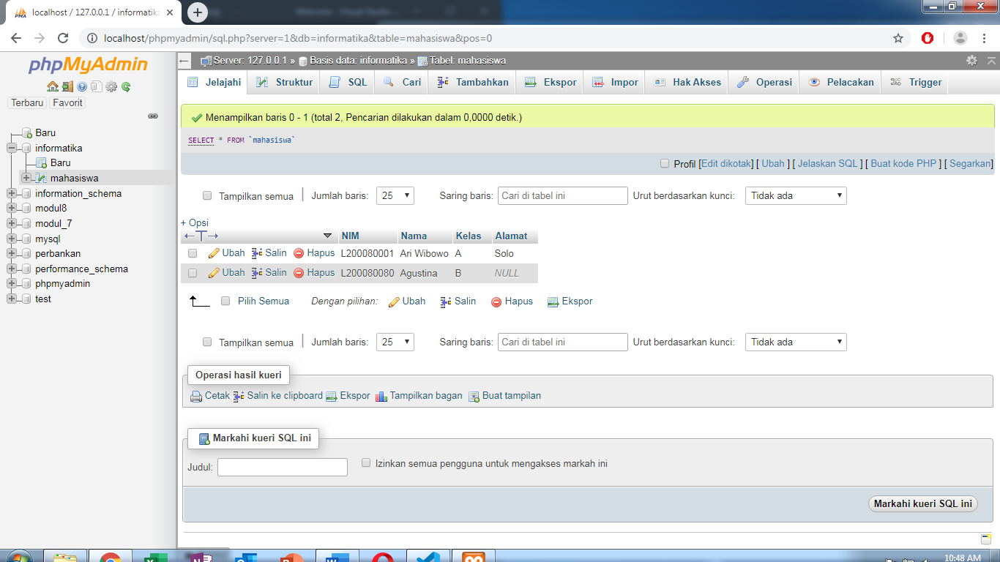 localhost / 127.0.0.1 / informatika
localhost/phpmyadmin/sql.php?server=1&db=informatika&table=mahasiswa&pos=0
phpMyAdmin
Terbaru Favorit
Baru
informatika
Baru
mahasiswa
information_schema
modul8
modul_7
mysql
perbankan
performance_schema
phpmyadmin
test
Server: 127.0.0.1 » Basis data: informatika » Tabel: mahasiswa
Jelajahi Struktur SQL Cari Tambahkan Ekspor Impor Hak Akses Operasi Pelacakan Trigger
Menampilkan baris 0 - 1 (total 2, Pencarian dilakukan dalam 0,0000 detik.)
SELECT * FROM `mahasiswa`
Profil [Edit dikotak] [ Ubah ] [ Jelaskan SQL ] [ Buat kode PHP ] [ Segarkan]
Tampilkan semua | Jumlah baris: 25 Saring baris: Cari di tabel ini Urut berdasarkan kunci: Tidak ada
+ Opsi
←T→ NIM Nama Kelas Alamat
Ubah Salin Hapus L200080001 Ari Wibowo A Solo
Ubah Salin Hapus L200080080 Agustina B NULL
Pilih Semua Dengan pilihan: Ubah Salin Hapus Ekspor
Tampilkan semua | Jumlah baris: 25 Saring baris: Cari di tabel ini Urut berdasarkan kunci: Tidak ada
Operasi hasil kueri
Cetak Salin ke clipboard Ekspor Tampilkan bagan Buat tampilan
Markahi kueri SQL ini
Judul: Izinkan semua pengguna untuk mengakses markah ini
Markahi kueri SQL ini
10:48 AM